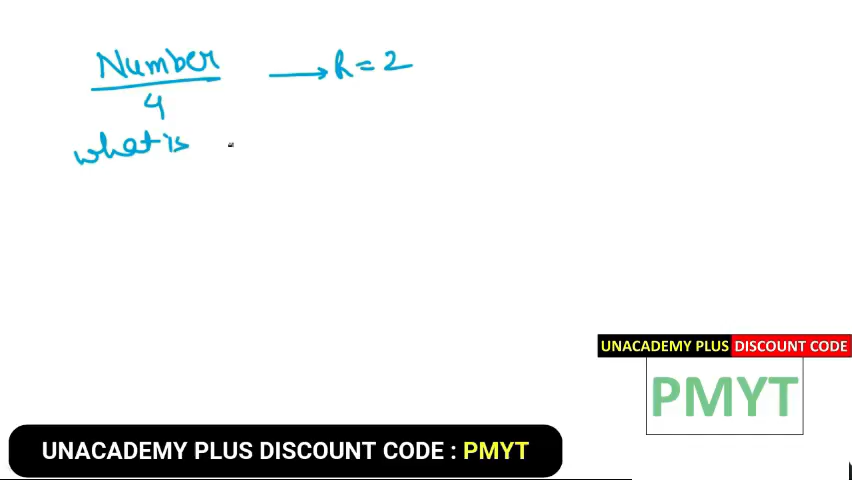 Number
4
→ R = 2
what is
UNACADEMY PLUS DISCOUNT CODE
PMYT
UNACADEMY PLUS DISCOUNT CODE : PMYT